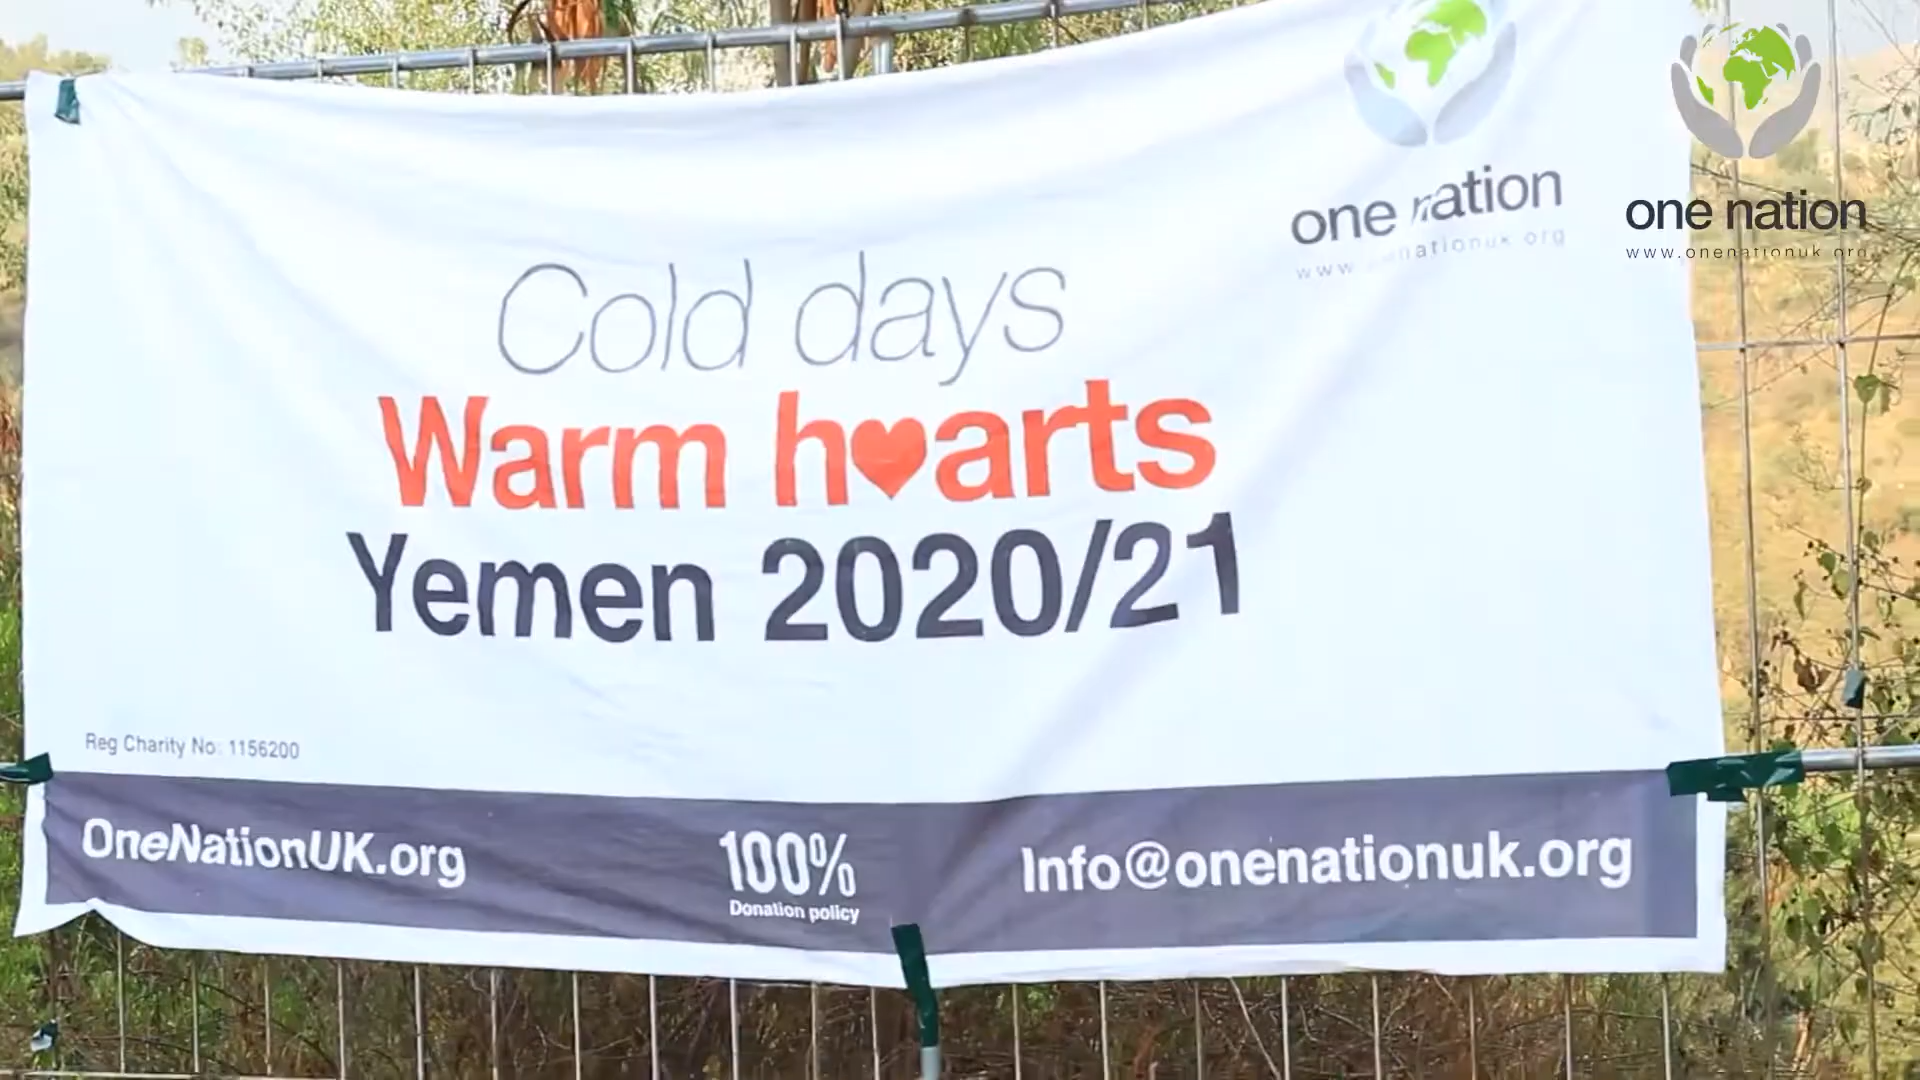 one nation
www.onenationuk.org
one nation
Cold days
Warm h♥arts
Yemen 2020/21
Reg Charity No: 1156200
OneNationUK.org
100%
Donation policy
Info@onenationuk.org